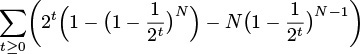 \sum_{t \geq 0} \left( 2^t \left( 1 - \left( 1 - \frac{1}{2^t} \right)^N \right) - N \left( 1 - \frac{1}{2^t} \right)^{N-1} \right)